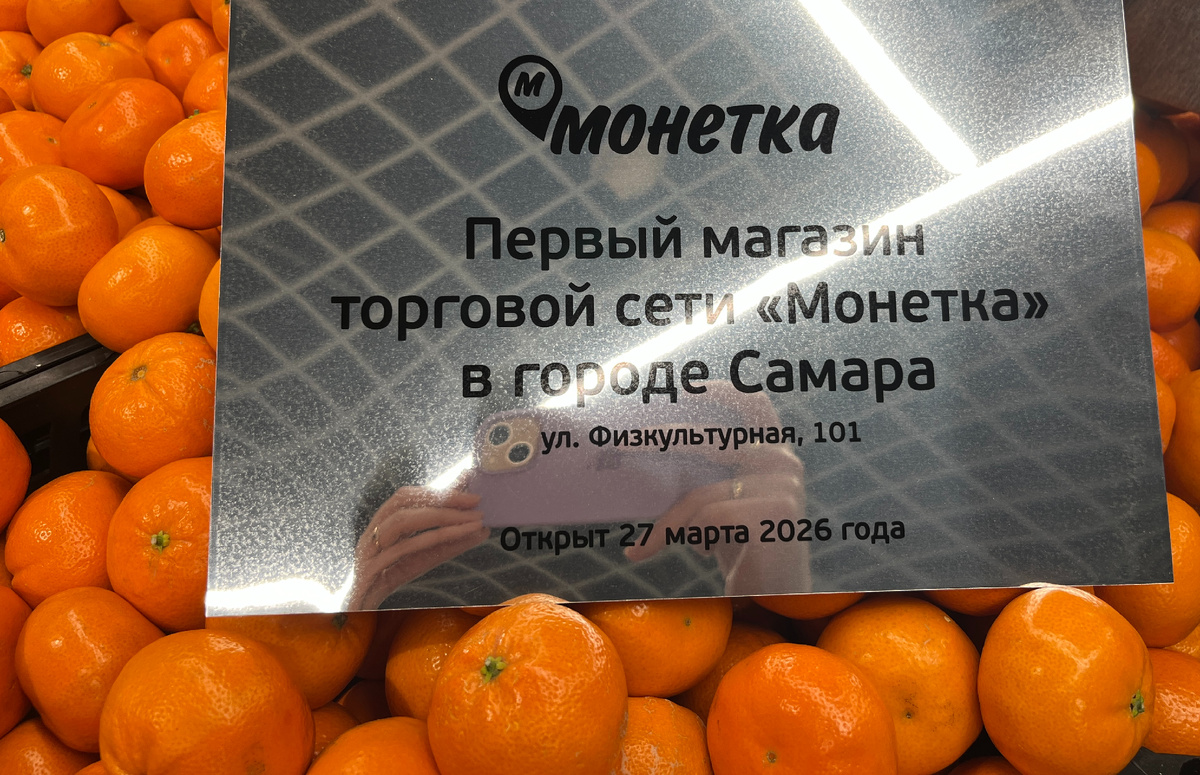 м монетка
Первый магазин
торговой сети «Монетка»
в городе Самара
ул. Физкультурная, 101
Открыт 27 марта 2026 года